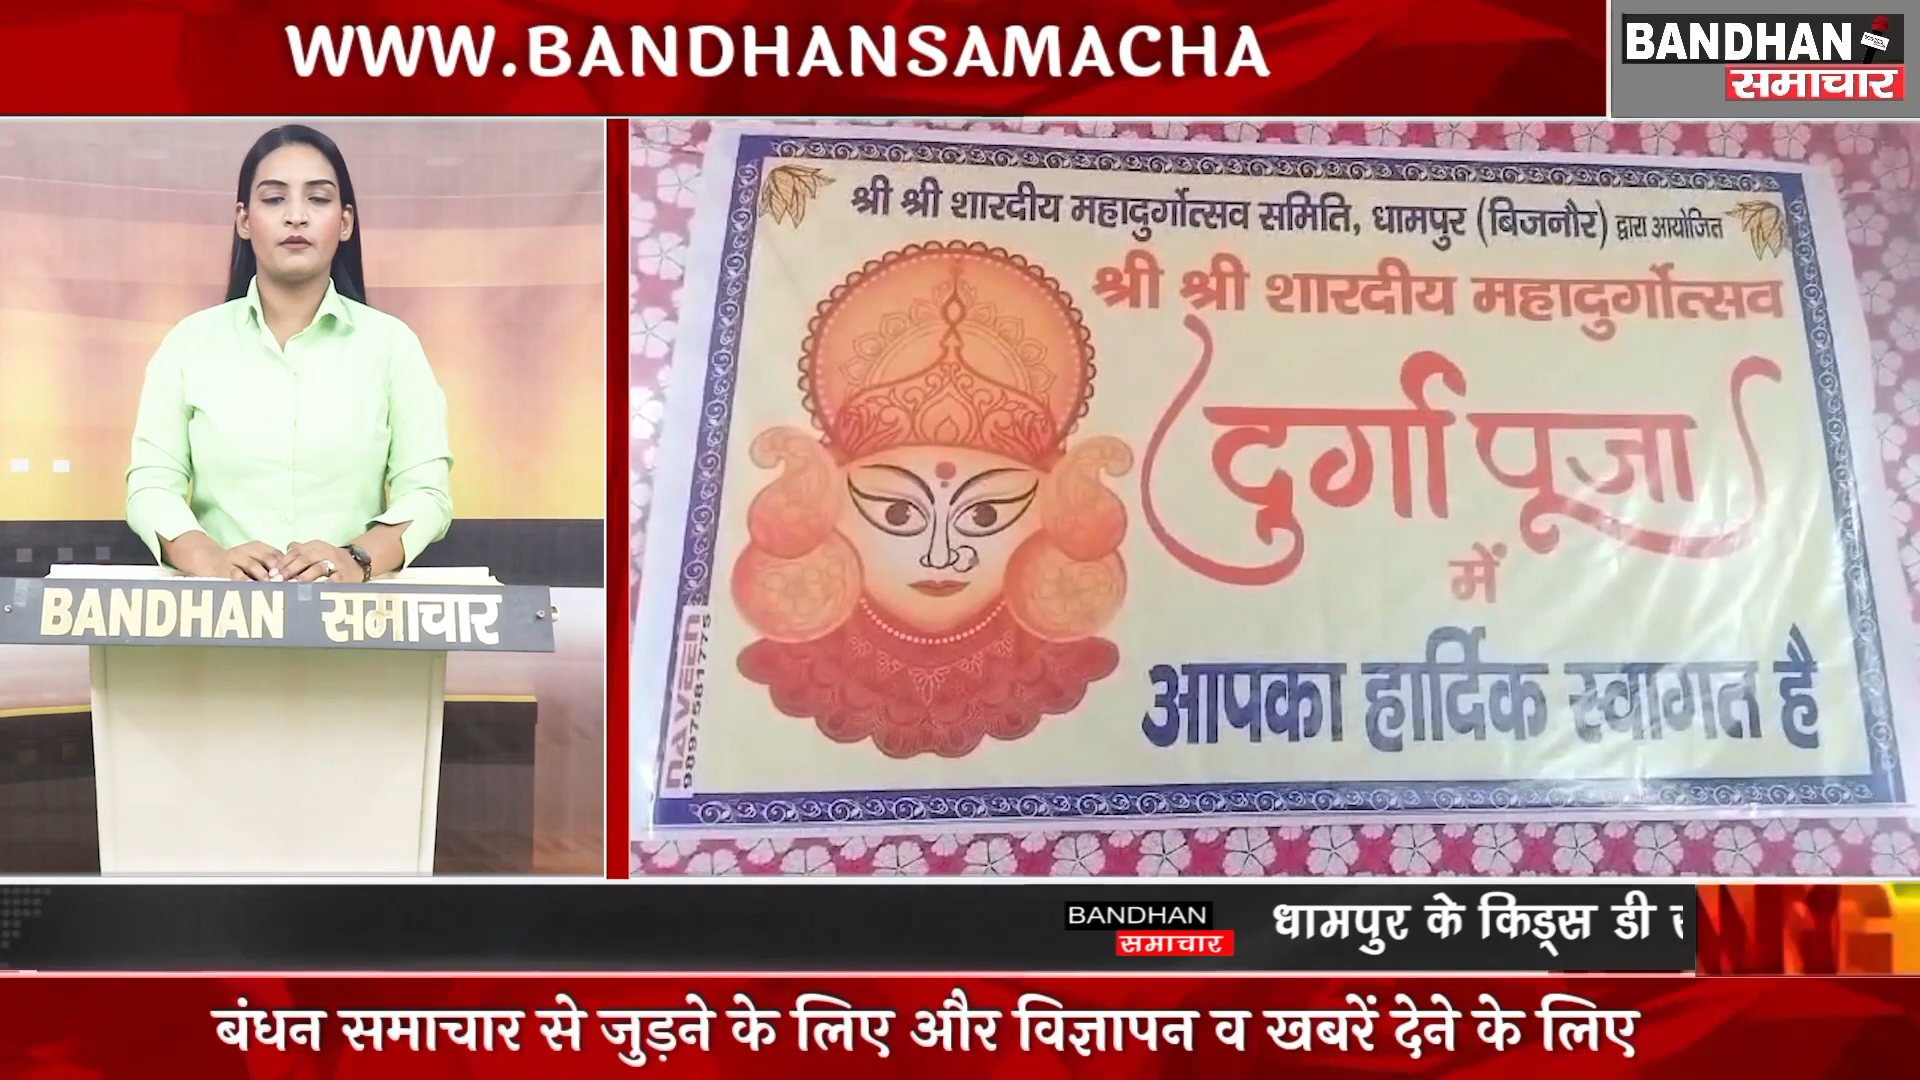 WWW.BANDHANSAMACHA
BANDHAN
समाचार
श्री श्री शारदीय महादुर्गोत्सव समिति, धामपुर (बिजनौर) द्वारा आयोजित
श्री श्री शारदीय महादुर्गोत्सव
दुर्गा पूजा
में
आपका हार्दिक स्वागत है
NAVEEN
9897581775
BANDHAN समाचार
BANDHAN
समाचार
धामपुर के किड्स डी
बंधन समाचार से जुड़ने के लिए और विज्ञापन व खबरें देने के लिए